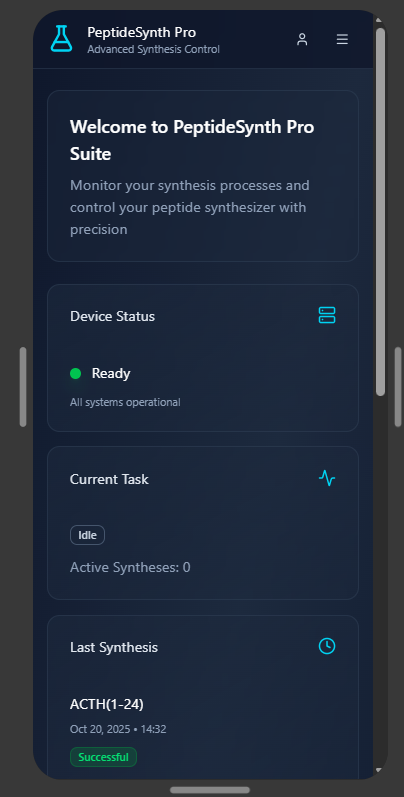 PeptideSynth Pro
Advanced Synthesis Control
Welcome to PeptideSynth Pro
Suite
Monitor your synthesis processes and
control your peptide synthesizer with
precision
Device Status
Ready
All systems operational
Current Task
Idle
Active Syntheses: 0
Last Synthesis
ACTH(1-24)
Oct 20, 2025 • 14:32
Successful